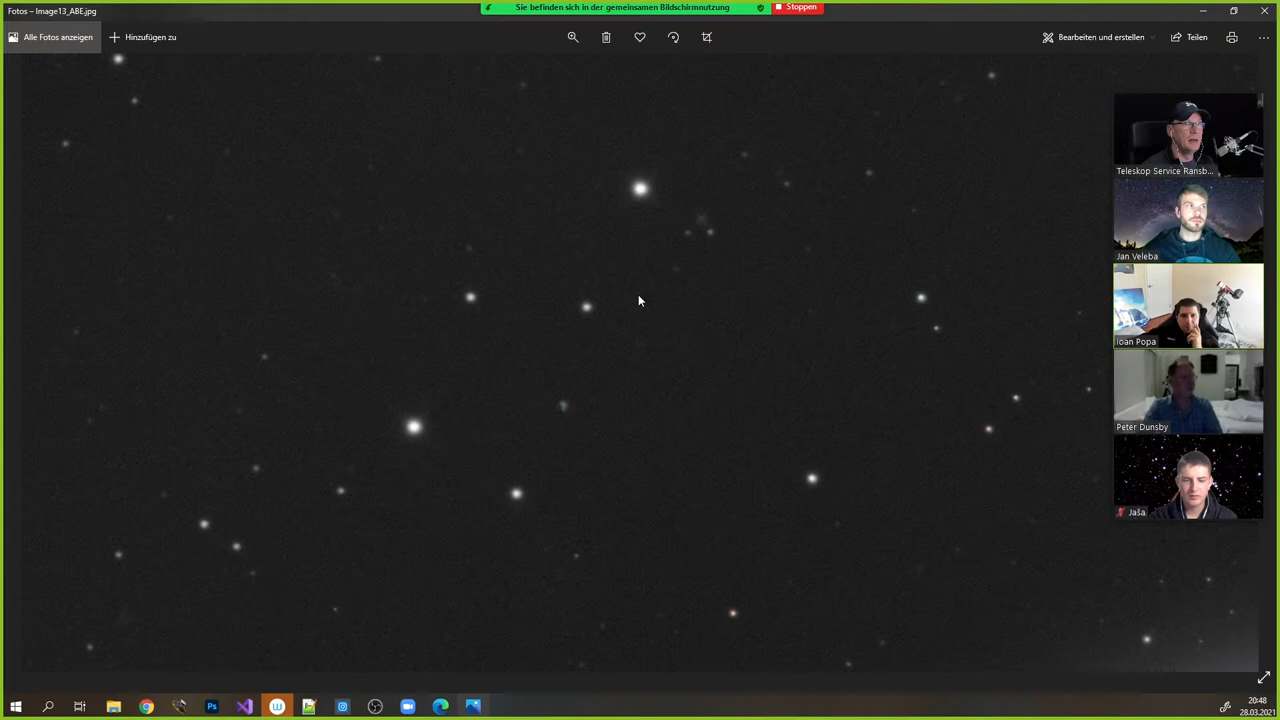 Fotos – Image13_ABE.jpg
Sie befinden sich in der gemeinsamen Bildschirmnutzung
Stoppen
Alle Fotos anzeigen
Hinzufügen zu
Bearbeiten und erstellen
Teilen
Teleskop Service Ransb...
Jan Veleba
Ioan Popa
Peter Dunsby
Jaša
20:48
28.03.2021